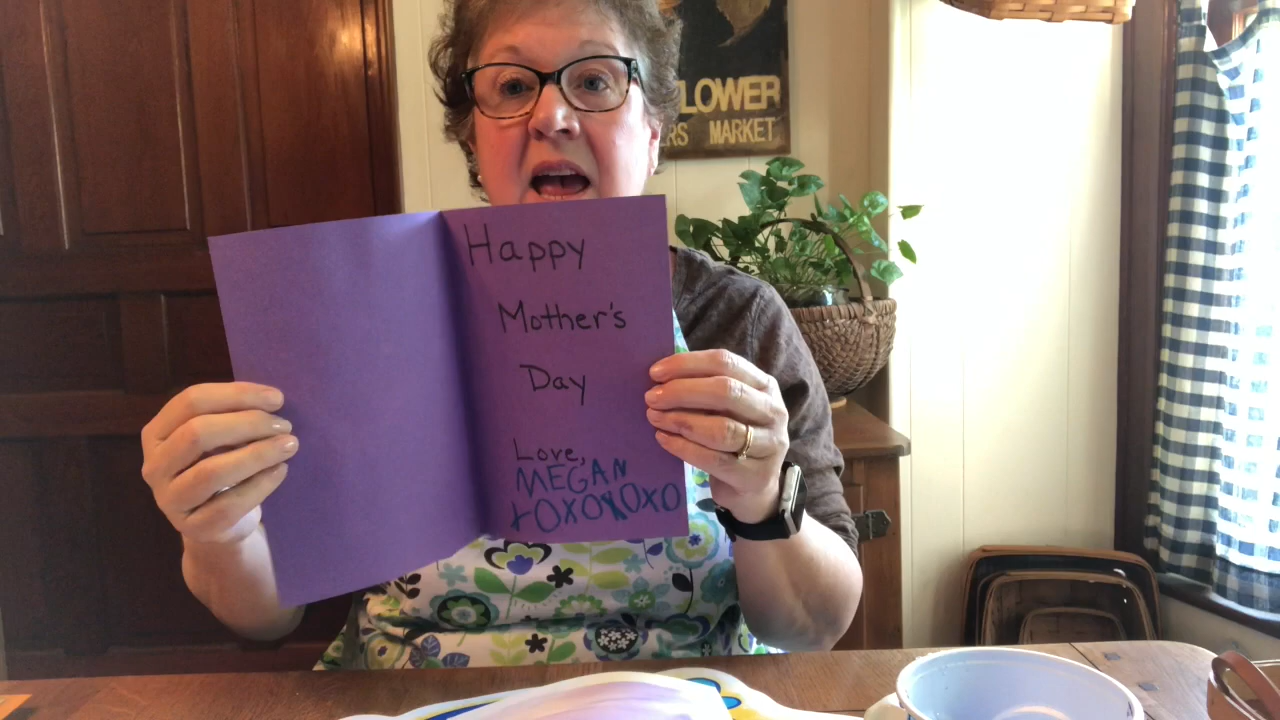 LOWER
RS MARKET
Happy
Mother's
Day
Love,
MEGAN
XOXOXOXO